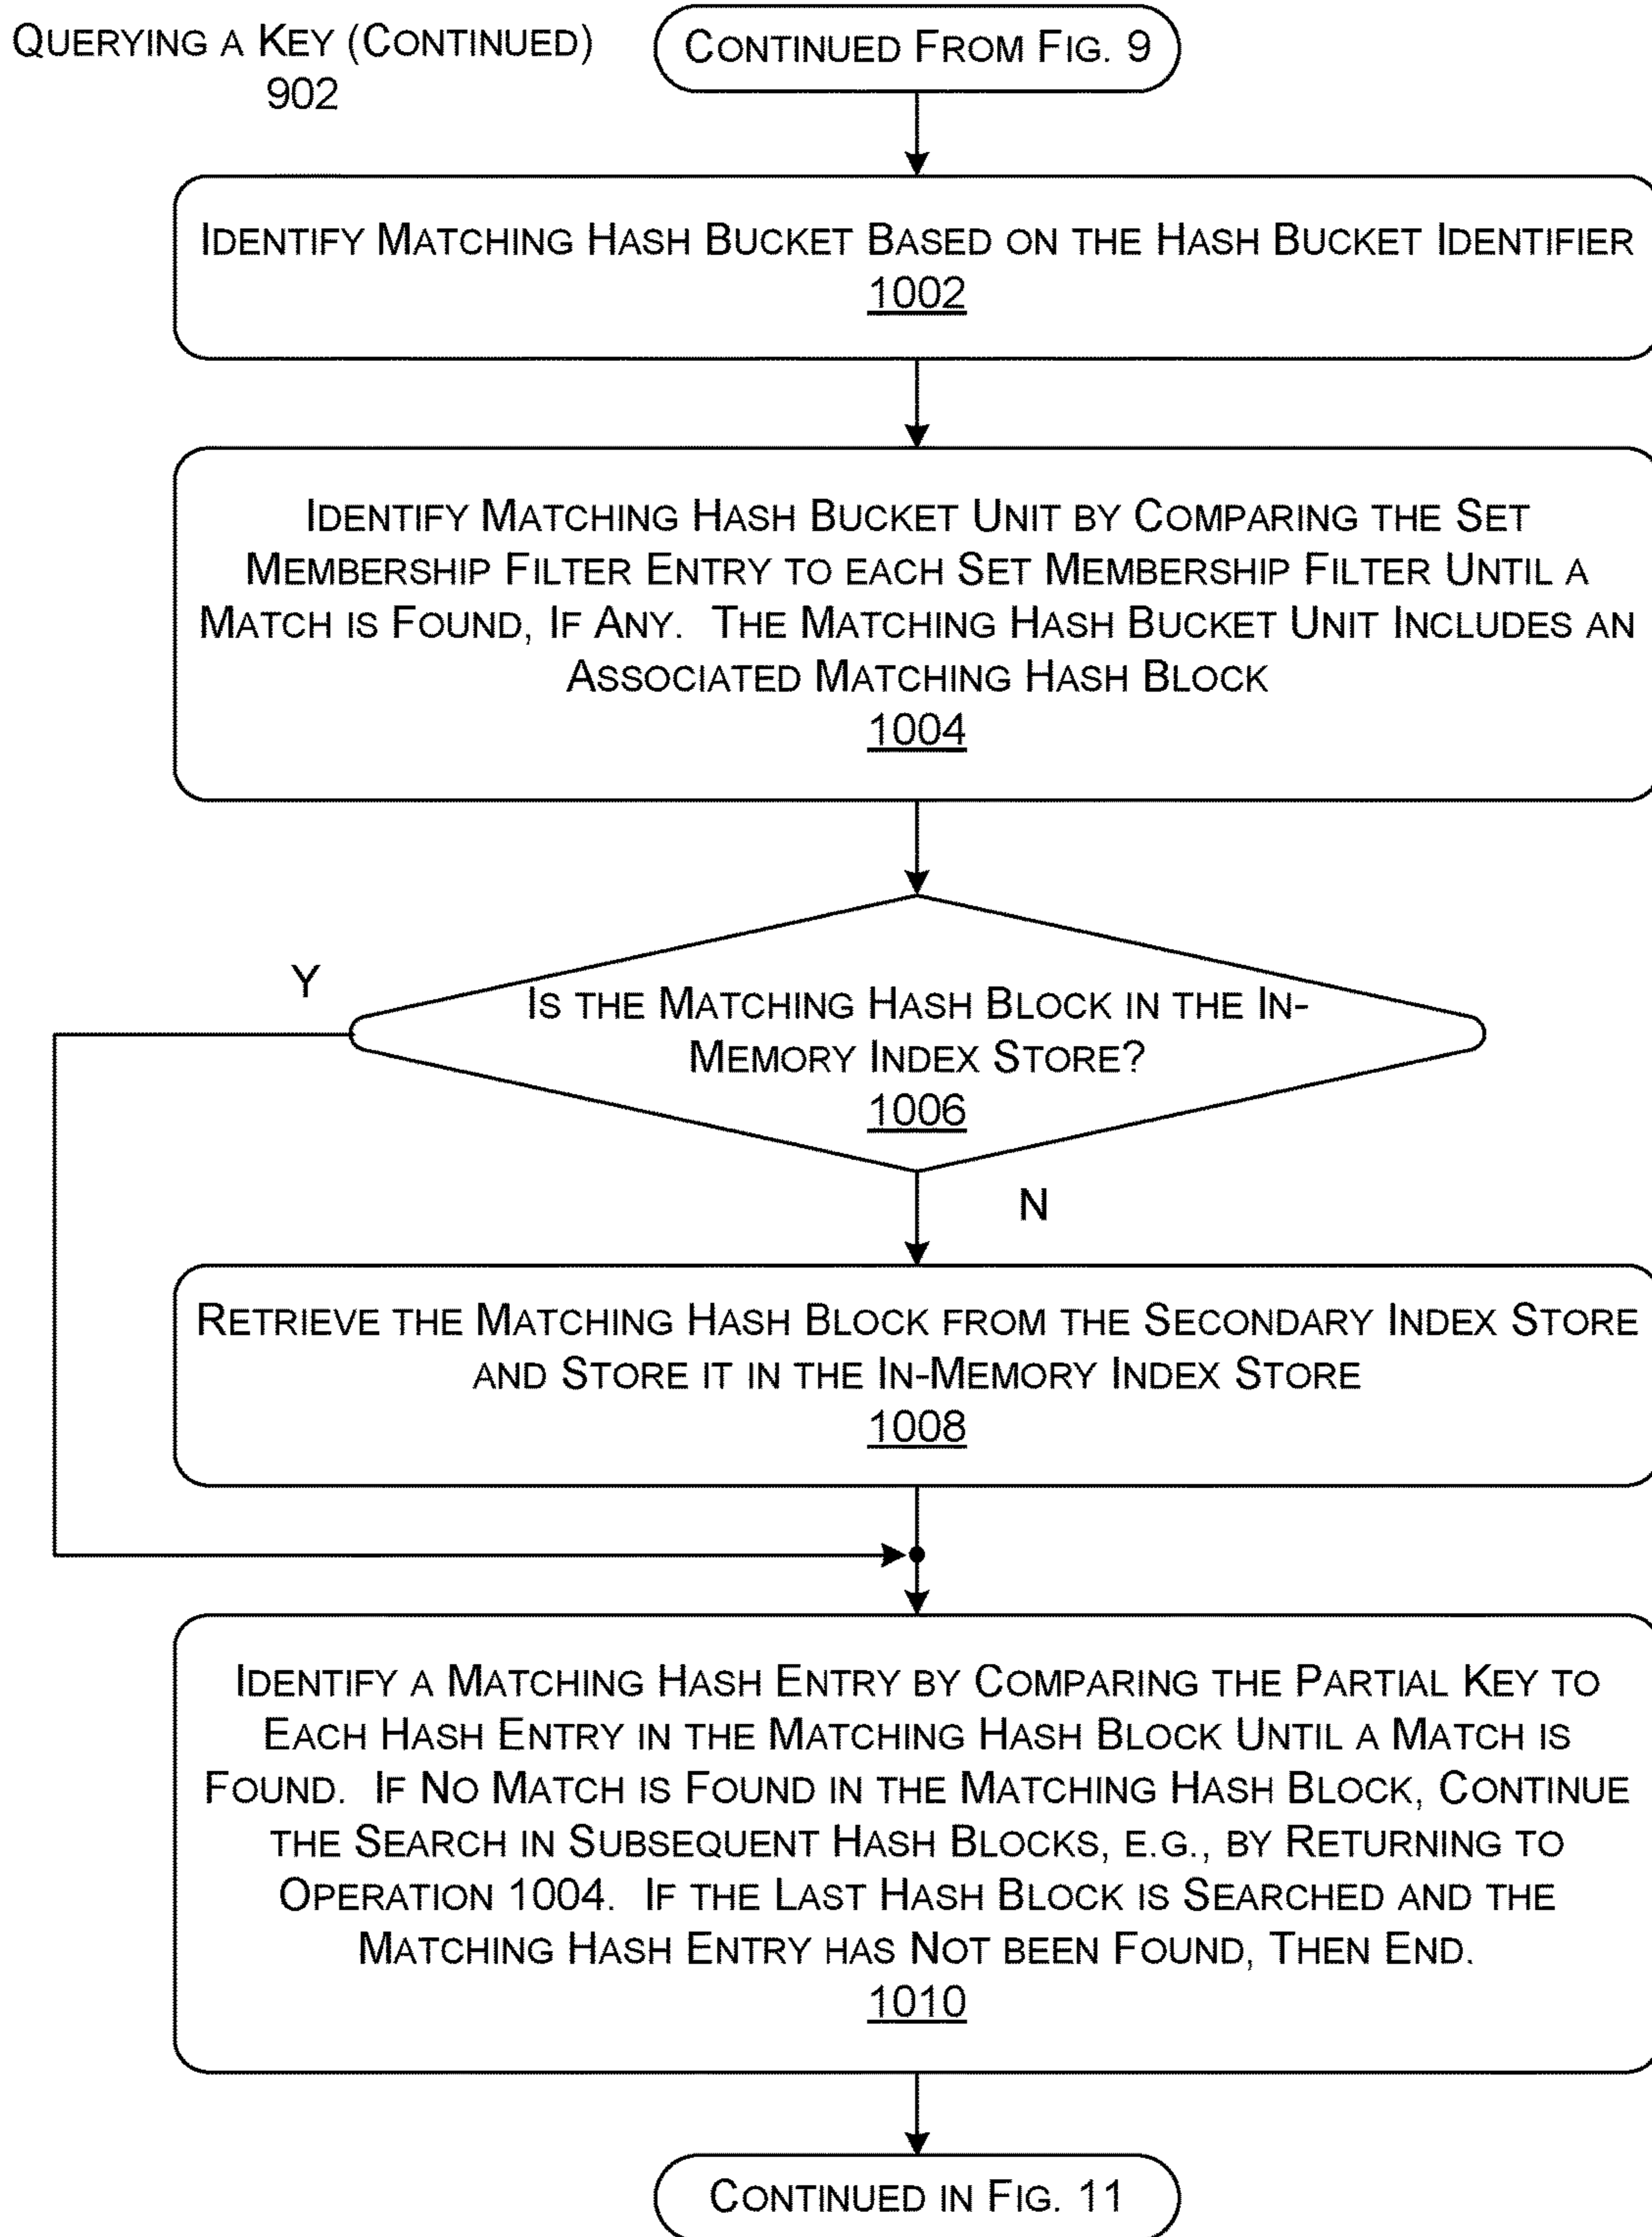 QUERYING A KEY (CONTINUED)
902
CONTINUED FROM FIG. 9
IDENTIFY MATCHING HASH BUCKET BASED ON THE HASH BUCKET IDENTIFIER
1002
IDENTIFY MATCHING HASH BUCKET UNIT BY COMPARING THE SET
MEMBERSHIP FILTER ENTRY TO EACH SET MEMBERSHIP FILTER UNTIL A
MATCH IS FOUND, IF ANY. THE MATCHING HASH BUCKET UNIT INCLUDES AN
ASSOCIATED MATCHING HASH BLOCK
1004
Y
IS THE MATCHING HASH BLOCK IN THE IN-
MEMORY INDEX STORE?
1006
N
RETRIEVE THE MATCHING HASH BLOCK FROM THE SECONDARY INDEX STORE
AND STORE IT IN THE IN-MEMORY INDEX STORE
1008
IDENTIFY A MATCHING HASH ENTRY BY COMPARING THE PARTIAL KEY TO
EACH HASH ENTRY IN THE MATCHING HASH BLOCK UNTIL A MATCH IS
FOUND. IF NO MATCH IS FOUND IN THE MATCHING HASH BLOCK, CONTINUE
THE SEARCH IN SUBSEQUENT HASH BLOCKS, E.G., BY RETURNING TO
OPERATION 1004. IF THE LAST HASH BLOCK IS SEARCHED AND THE
MATCHING HASH ENTRY HAS NOT BEEN FOUND, THEN END.
1010
CONTINUED IN FIG. 11